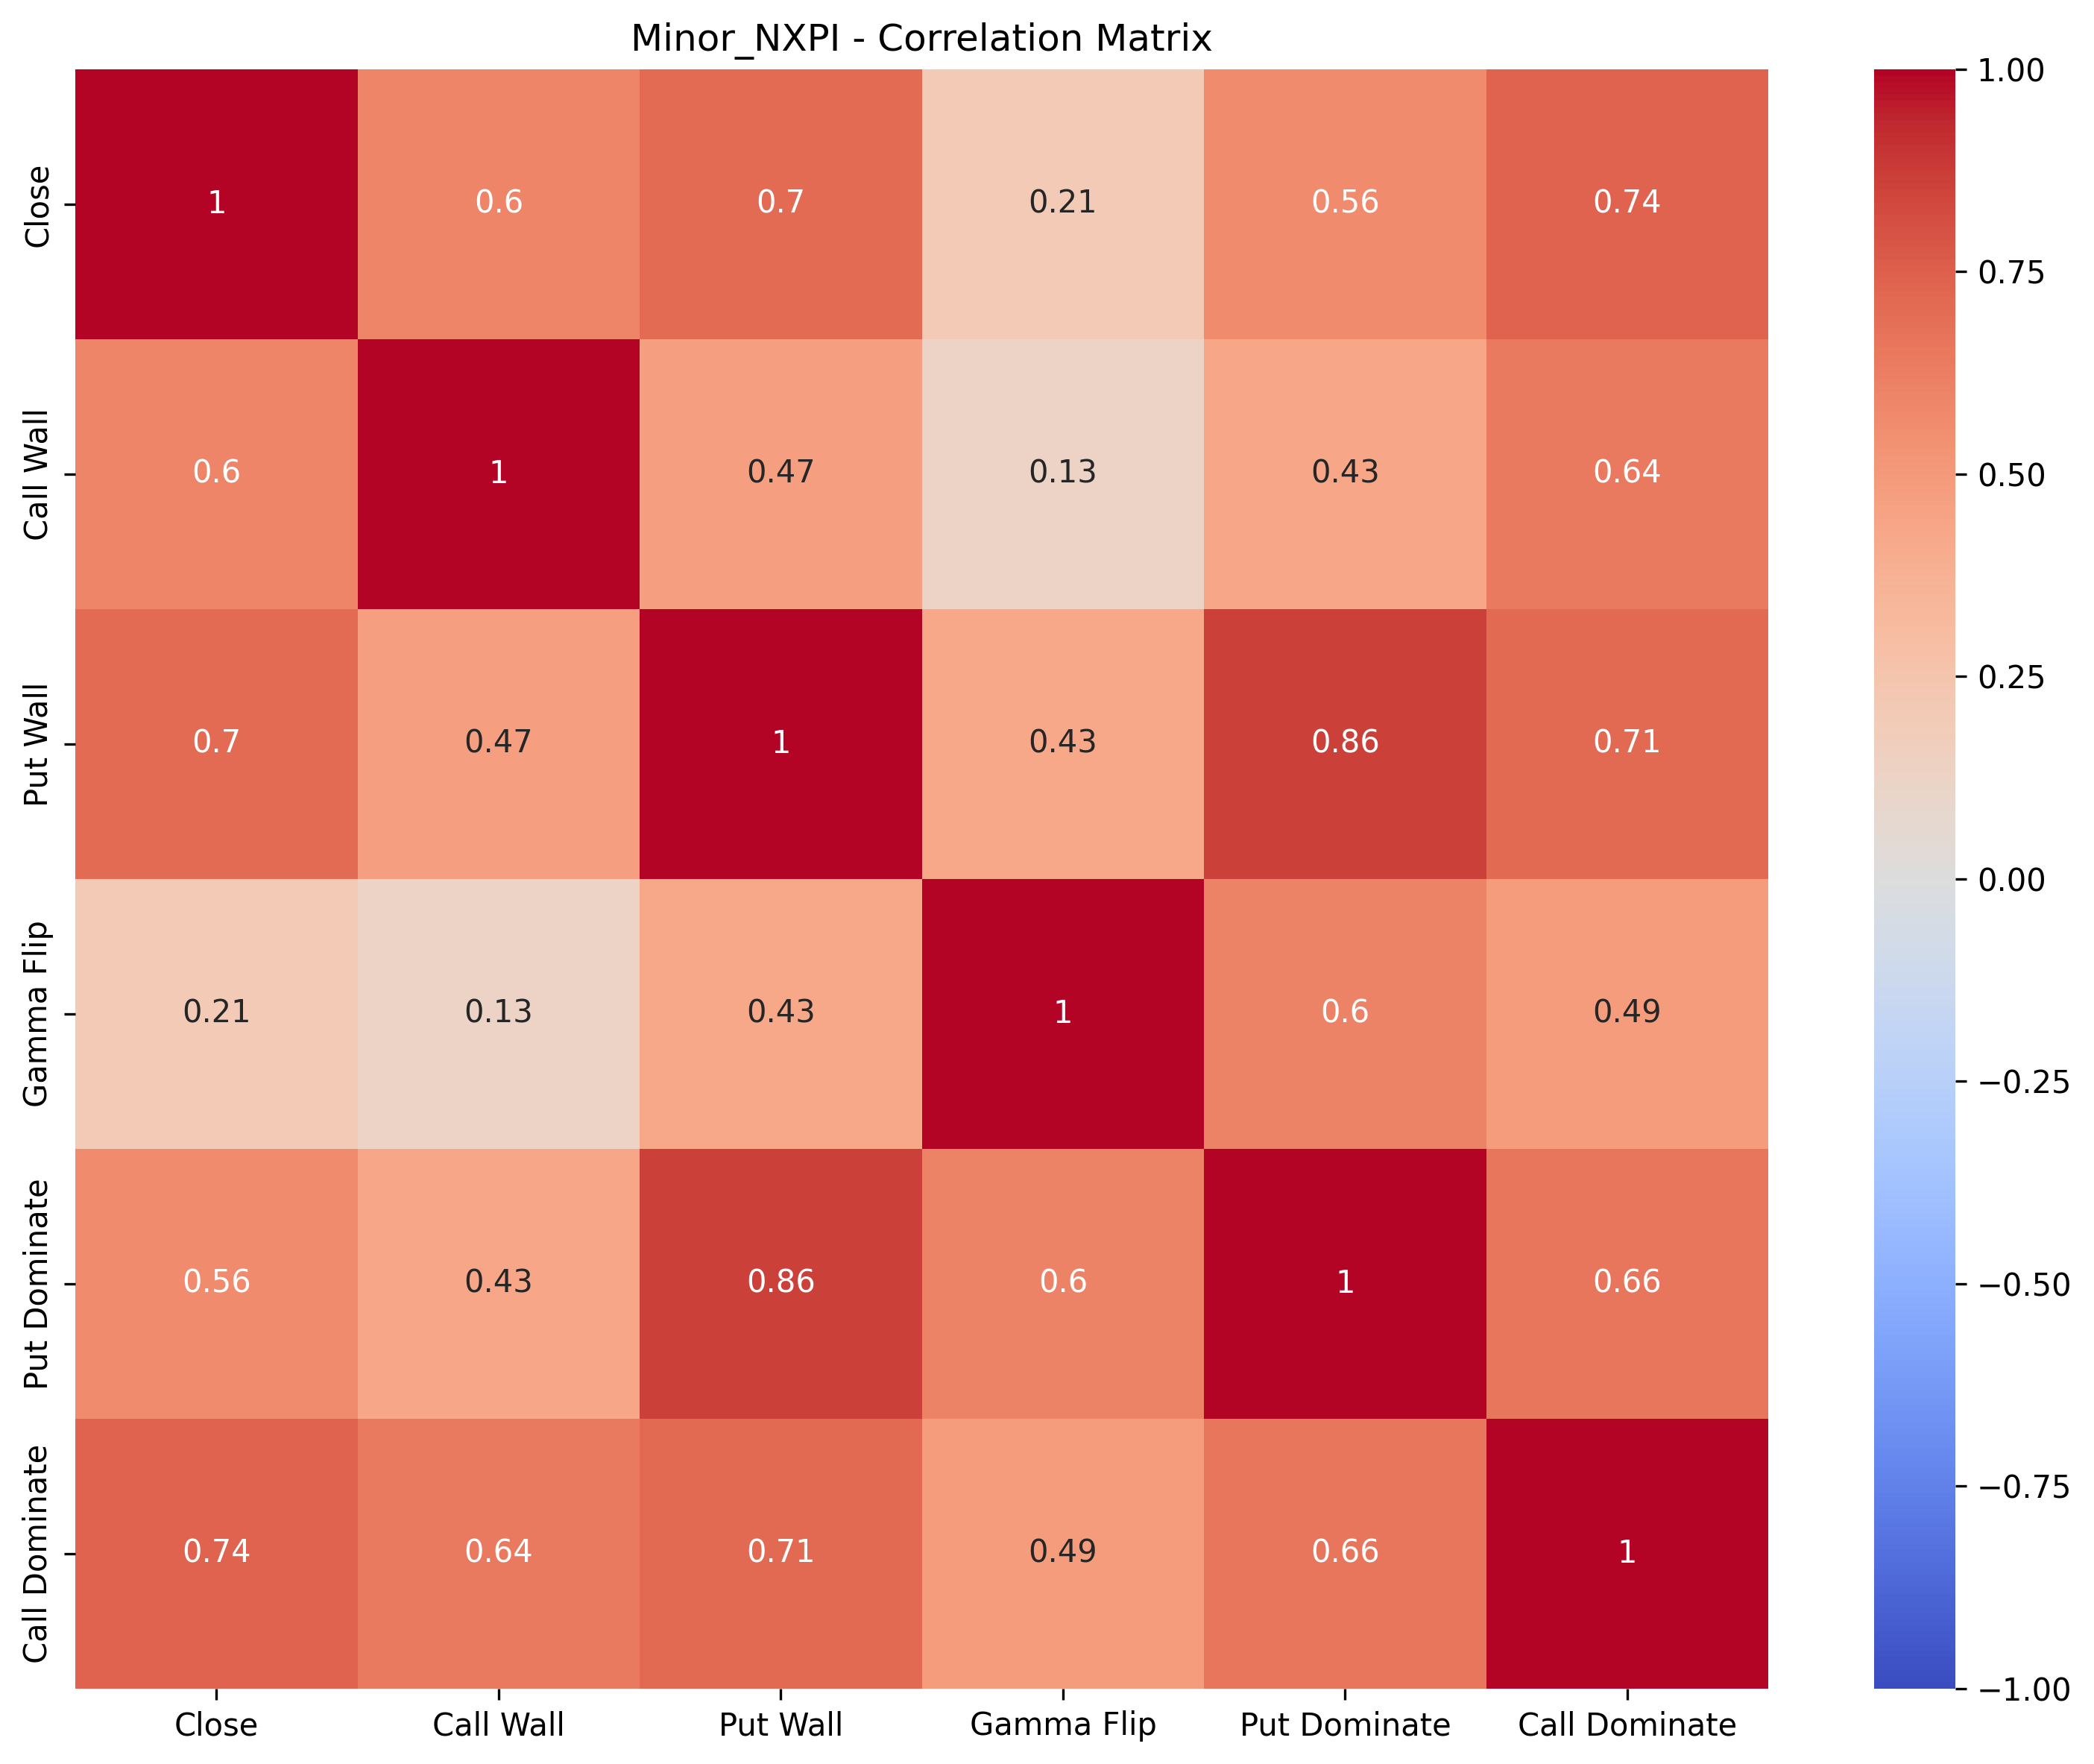 Minor_NXPI - Correlation Matrix
Close 1 0.6 0.7 0.21 0.56 0.74
Call Wall 0.6 1 0.47 0.13 0.43 0.64
Put Wall 0.7 0.47 1 0.43 0.86 0.71
Gamma Flip 0.21 0.13 0.43 1 0.6 0.49
Put Dominate 0.56 0.43 0.86 0.6 1 0.66
Call Dominate 0.74 0.64 0.71 0.49 0.66 1
Close Call Wall Put Wall Gamma Flip Put Dominate Call Dominate
1.00
0.75
0.50
0.25
0.00
−0.25
−0.50
−0.75
−1.00